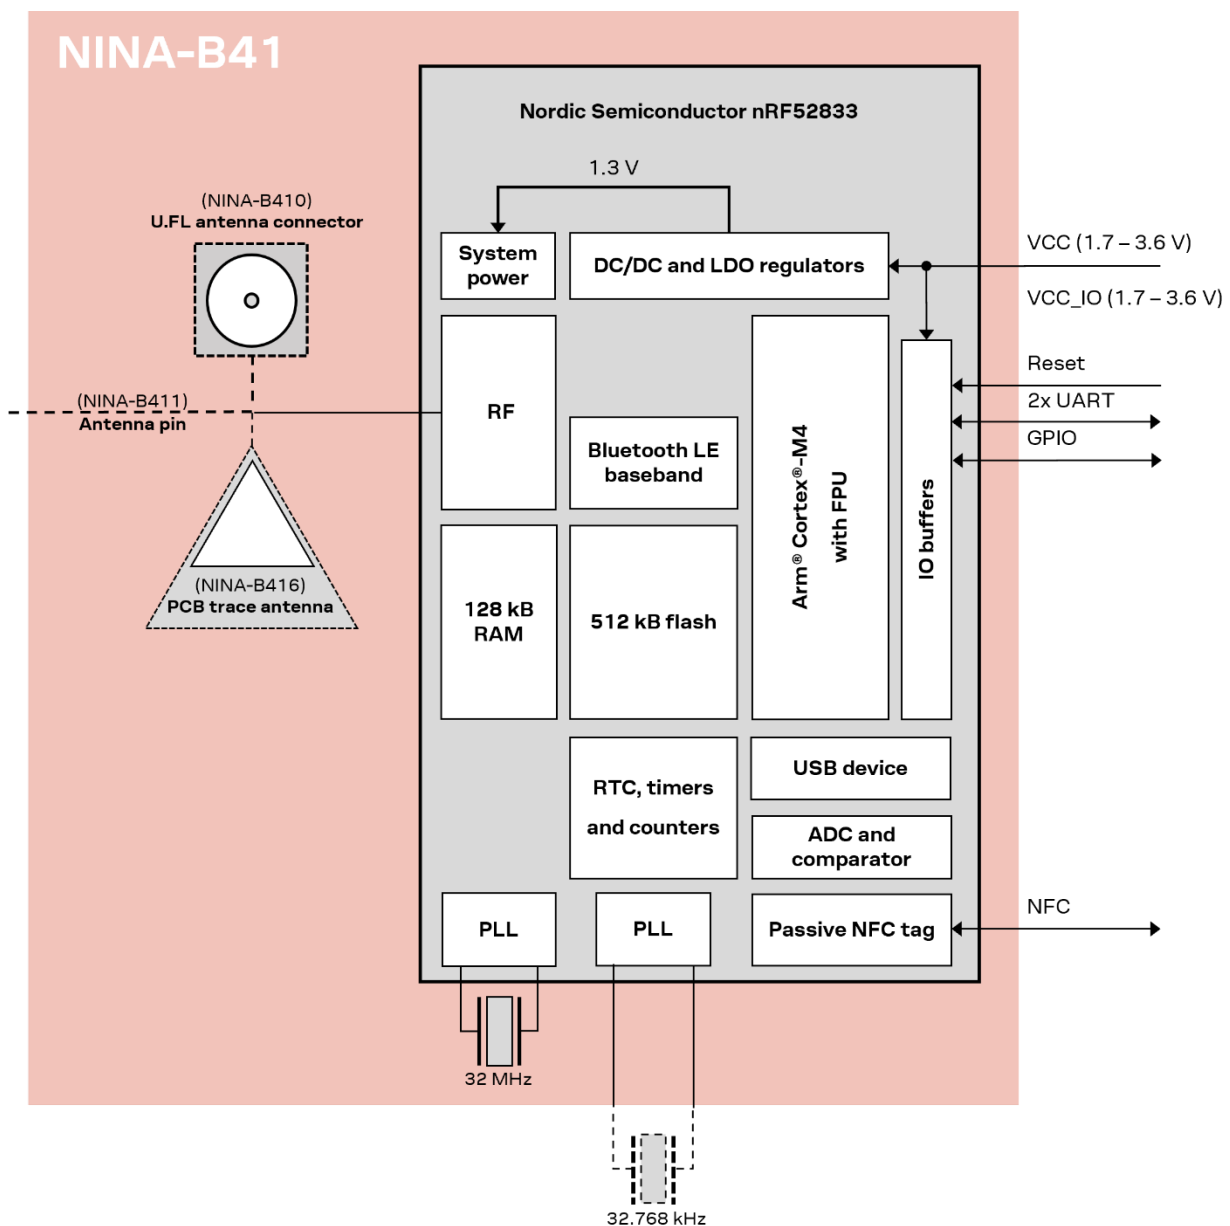 NINA-B41
Nordic Semiconductor nRF52833
1.3 V
(NINA-B410)
U.FL antenna connector
System
power
DC/DC and LDO regulators
VCC (1.7 – 3.6 V)
VCC_IO (1.7 – 3.6 V)
Reset
2x UART
GPIO
(NINA-B411)
Antenna pin
RF
Bluetooth LE
baseband
Arm® Cortex®-M4
with FPU
IO buffers
(NINA-B416)
PCB trace antenna
128 kB
RAM
512 kB flash
RTC, timers
and counters
USB device
ADC and
comparator
PLL
PLL
Passive NFC tag
NFC
32 MHz
32.768 kHz